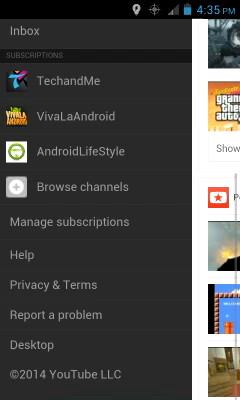 4:35 PM
Inbox
SUBSCRIPTIONS
TechandMe
VivaLaAndroid
AndroidLifeStyle
Browse channels
Manage subscriptions
Help
Privacy & Terms
Report a problem
Desktop
©2014 YouTube LLC
Show